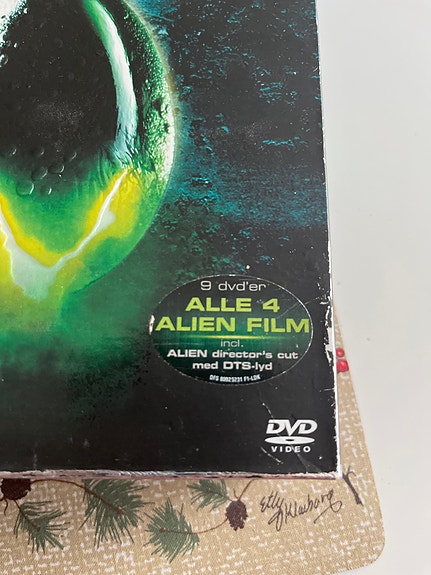 9 dvd'er
ALLE 4
ALIEN FILM
incl.
ALIEN director's cut
med DTS-lyd
DVD
VIDEO